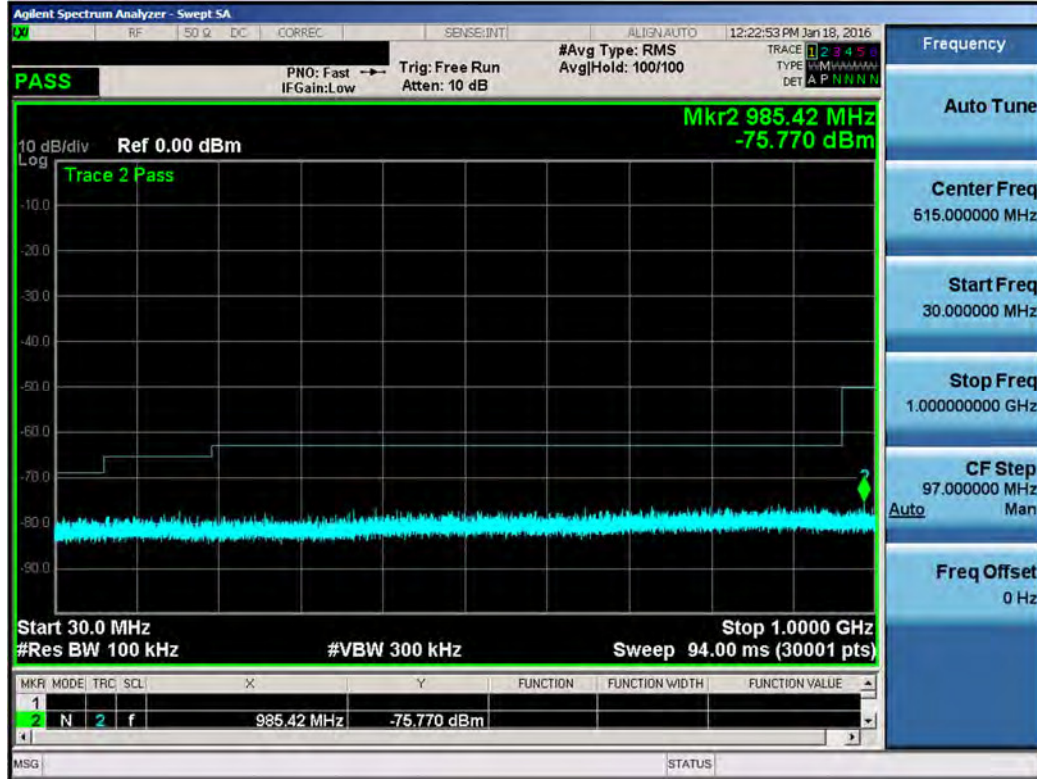 Agilent Spectrum Analyzer - Swept SA
LXI RF 50 Ω DC CORREC SENSE:INT ALIGNAUTO 12:22:53 PM Jan 18, 2016
PASS
PNO: Fast
IFGain:Low
Trig: Free Run
Atten: 10 dB
#Avg Type: RMS
Avg|Hold: 100/100
TRACE 1 2 3 4 5 6
TYPE
DET A P N N N N
Mkr2 985.42 MHz
-75.770 dBm
10 dB/div Ref 0.00 dBm
Log
Trace 2 Pass
-10.0
-20.0
-30.0
-40.0
-50.0
-60.0
-70.0
-80.0
-90.0
2
Start 30.0 MHz Stop 1.0000 GHz
#Res BW 100 kHz #VBW 300 kHz Sweep 94.00 ms (30001 pts)
MKR MODE TRC SCL X Y FUNCTION FUNCTION WIDTH FUNCTION VALUE
1
2 N 2 f 985.42 MHz -75.770 dBm
MSG STATUS
Frequency
Auto Tune
Center Freq
515.000000 MHz
Start Freq
30.000000 MHz
Stop Freq
1.000000000 GHz
CF Step
97.000000 MHz
Auto Man
Freq Offset
0 Hz